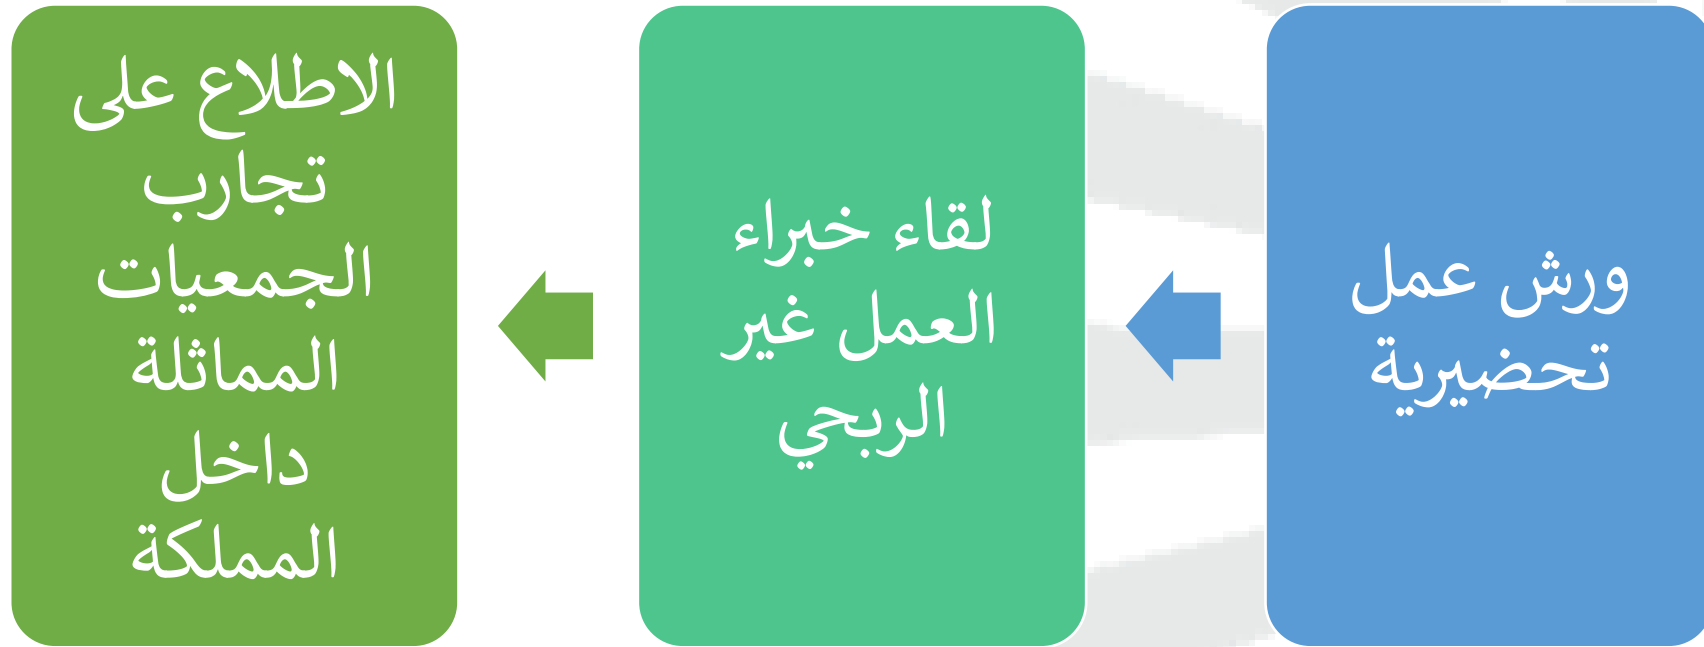 ورش عمل
تحضيرية
لقاء خبراء
العمل غير
الربحي
الاطلاع على
تجارب
الجمعيات
المماثلة
داخل
المملكة